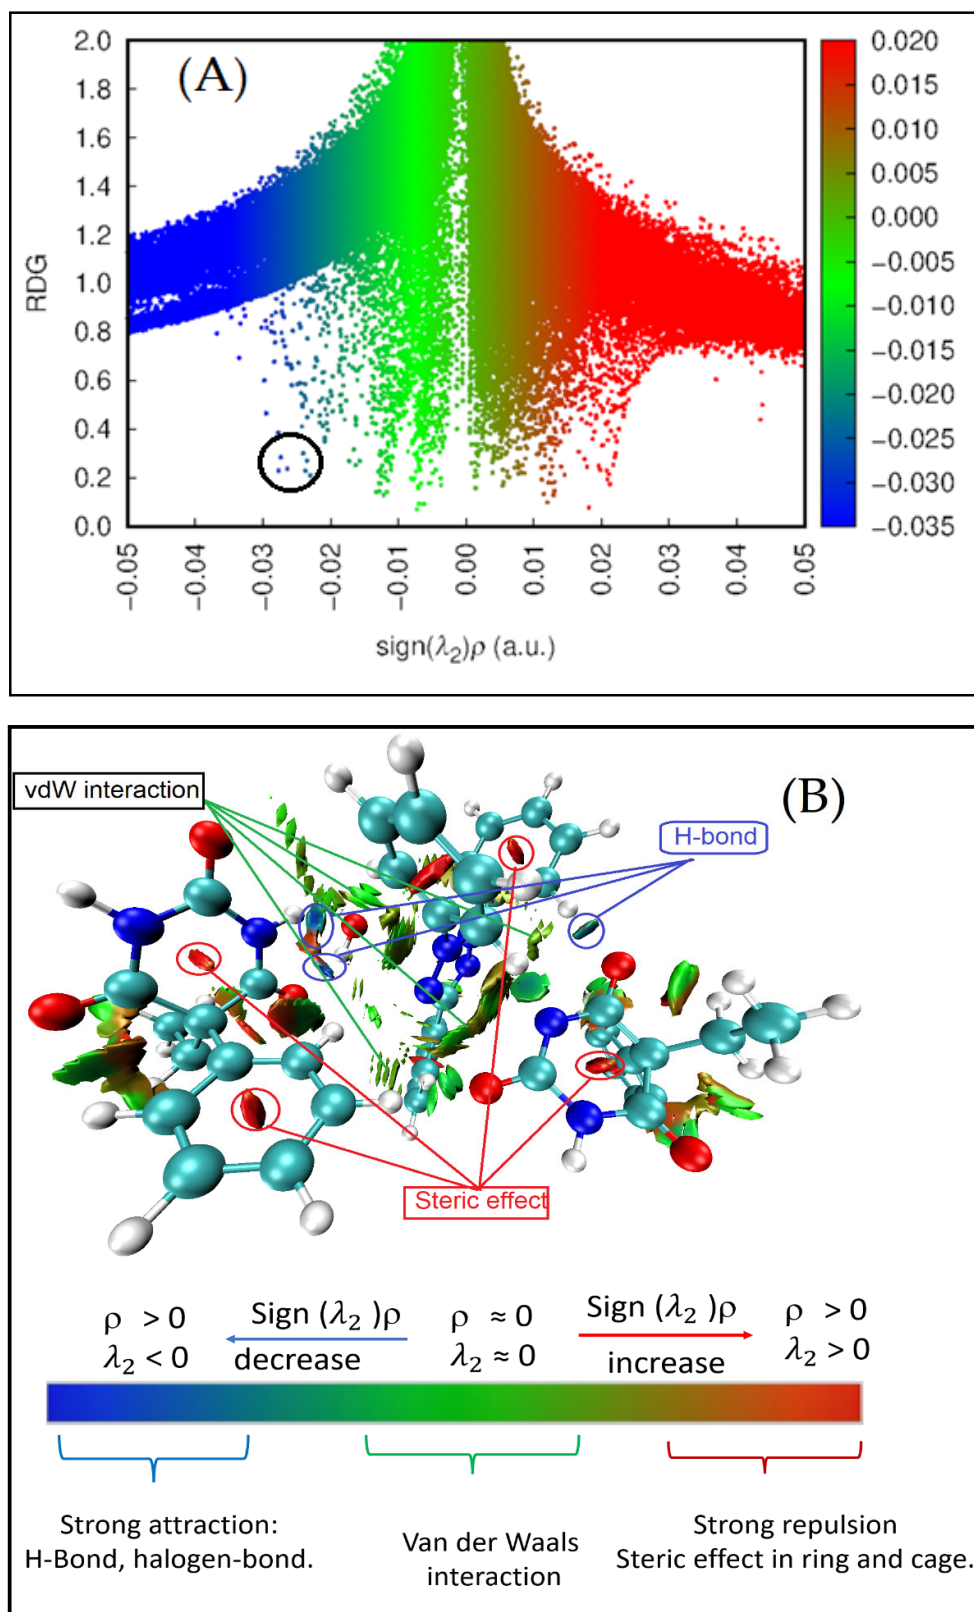 (A)
2.0
1.8
1.6
1.4
1.2
1.0
0.8
0.6
0.4
0.2
0.0
RDG
−0.05
−0.04
−0.03
−0.02
−0.01
0.00
0.01
0.02
0.03
0.04
0.05
sign(λ₂)ρ (a.u.)
0.020
0.015
0.010
0.005
0.000
−0.005
−0.010
−0.015
−0.020
−0.025
−0.030
−0.035
(B)
vdW interaction
H-bond
Steric effect
ρ > 0 Sign (λ₂ )ρ ρ ≈ 0 Sign (λ₂ )ρ ρ > 0
λ₂ < 0 decrease λ₂ ≈ 0 increase λ₂ > 0
Strong attraction:
H-Bond, halogen-bond.
Van der Waals
interaction
Strong repulsion
Steric effect in ring and cage.